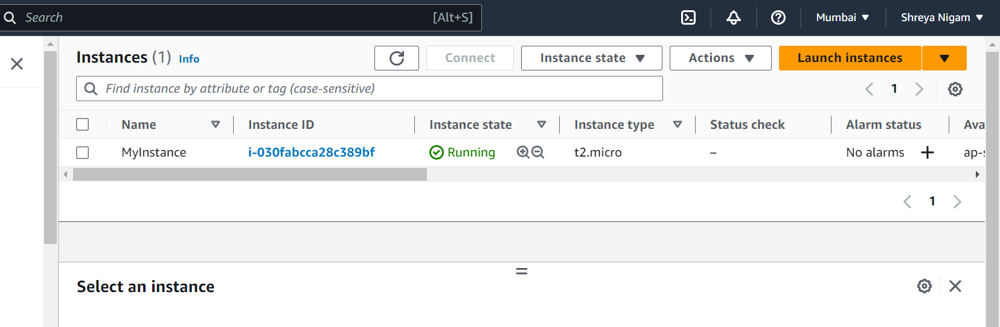 Search [Alt+S] Mumbai Shreya Nigam
Instances (1) Info Connect Instance state Actions Launch instances
Find instance by attribute or tag (case-sensitive) 1
Name Instance ID Instance state Instance type Status check Alarm status Ava
MyInstance i-030fabcca28c389bf Running t2.micro – No alarms + ap-s
1
Select an instance